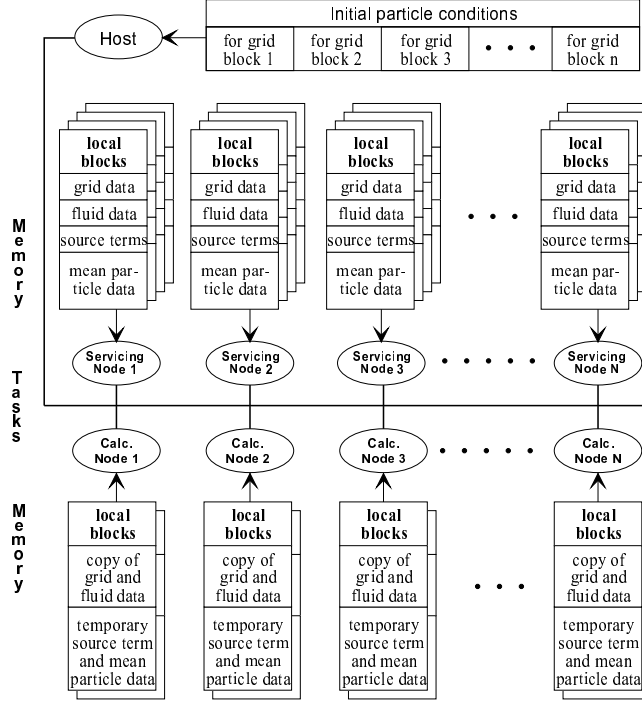 Initial particle conditions
Host
for grid block 1
for grid block 2
for grid block 3
• • •
for grid block n
Memory
local blocks
grid data
fluid data
source terms
mean par-
ticle data
local blocks
grid data
fluid data
source terms
mean par-
ticle data
local blocks
grid data
fluid data
source terms
mean par-
ticle data
• • •
local blocks
grid data
fluid data
source terms
mean par-
ticle data
Tasks
Servicing Node 1
Servicing Node 2
Servicing Node 3
• • • • •
Servicing Node N
Calc. Node 1
Calc. Node 2
Calc. Node 3
• • • • •
Calc. Node N
Memory
local blocks
copy of
grid and
fluid data
temporary
source term
and mean
particle data
local blocks
copy of
grid and
fluid data
temporary
source term
and mean
particle data
local blocks
copy of
grid and
fluid data
temporary
source term
and mean
particle data
• • •
local blocks
copy of
grid and
fluid data
temporary
source term
and mean
particle data